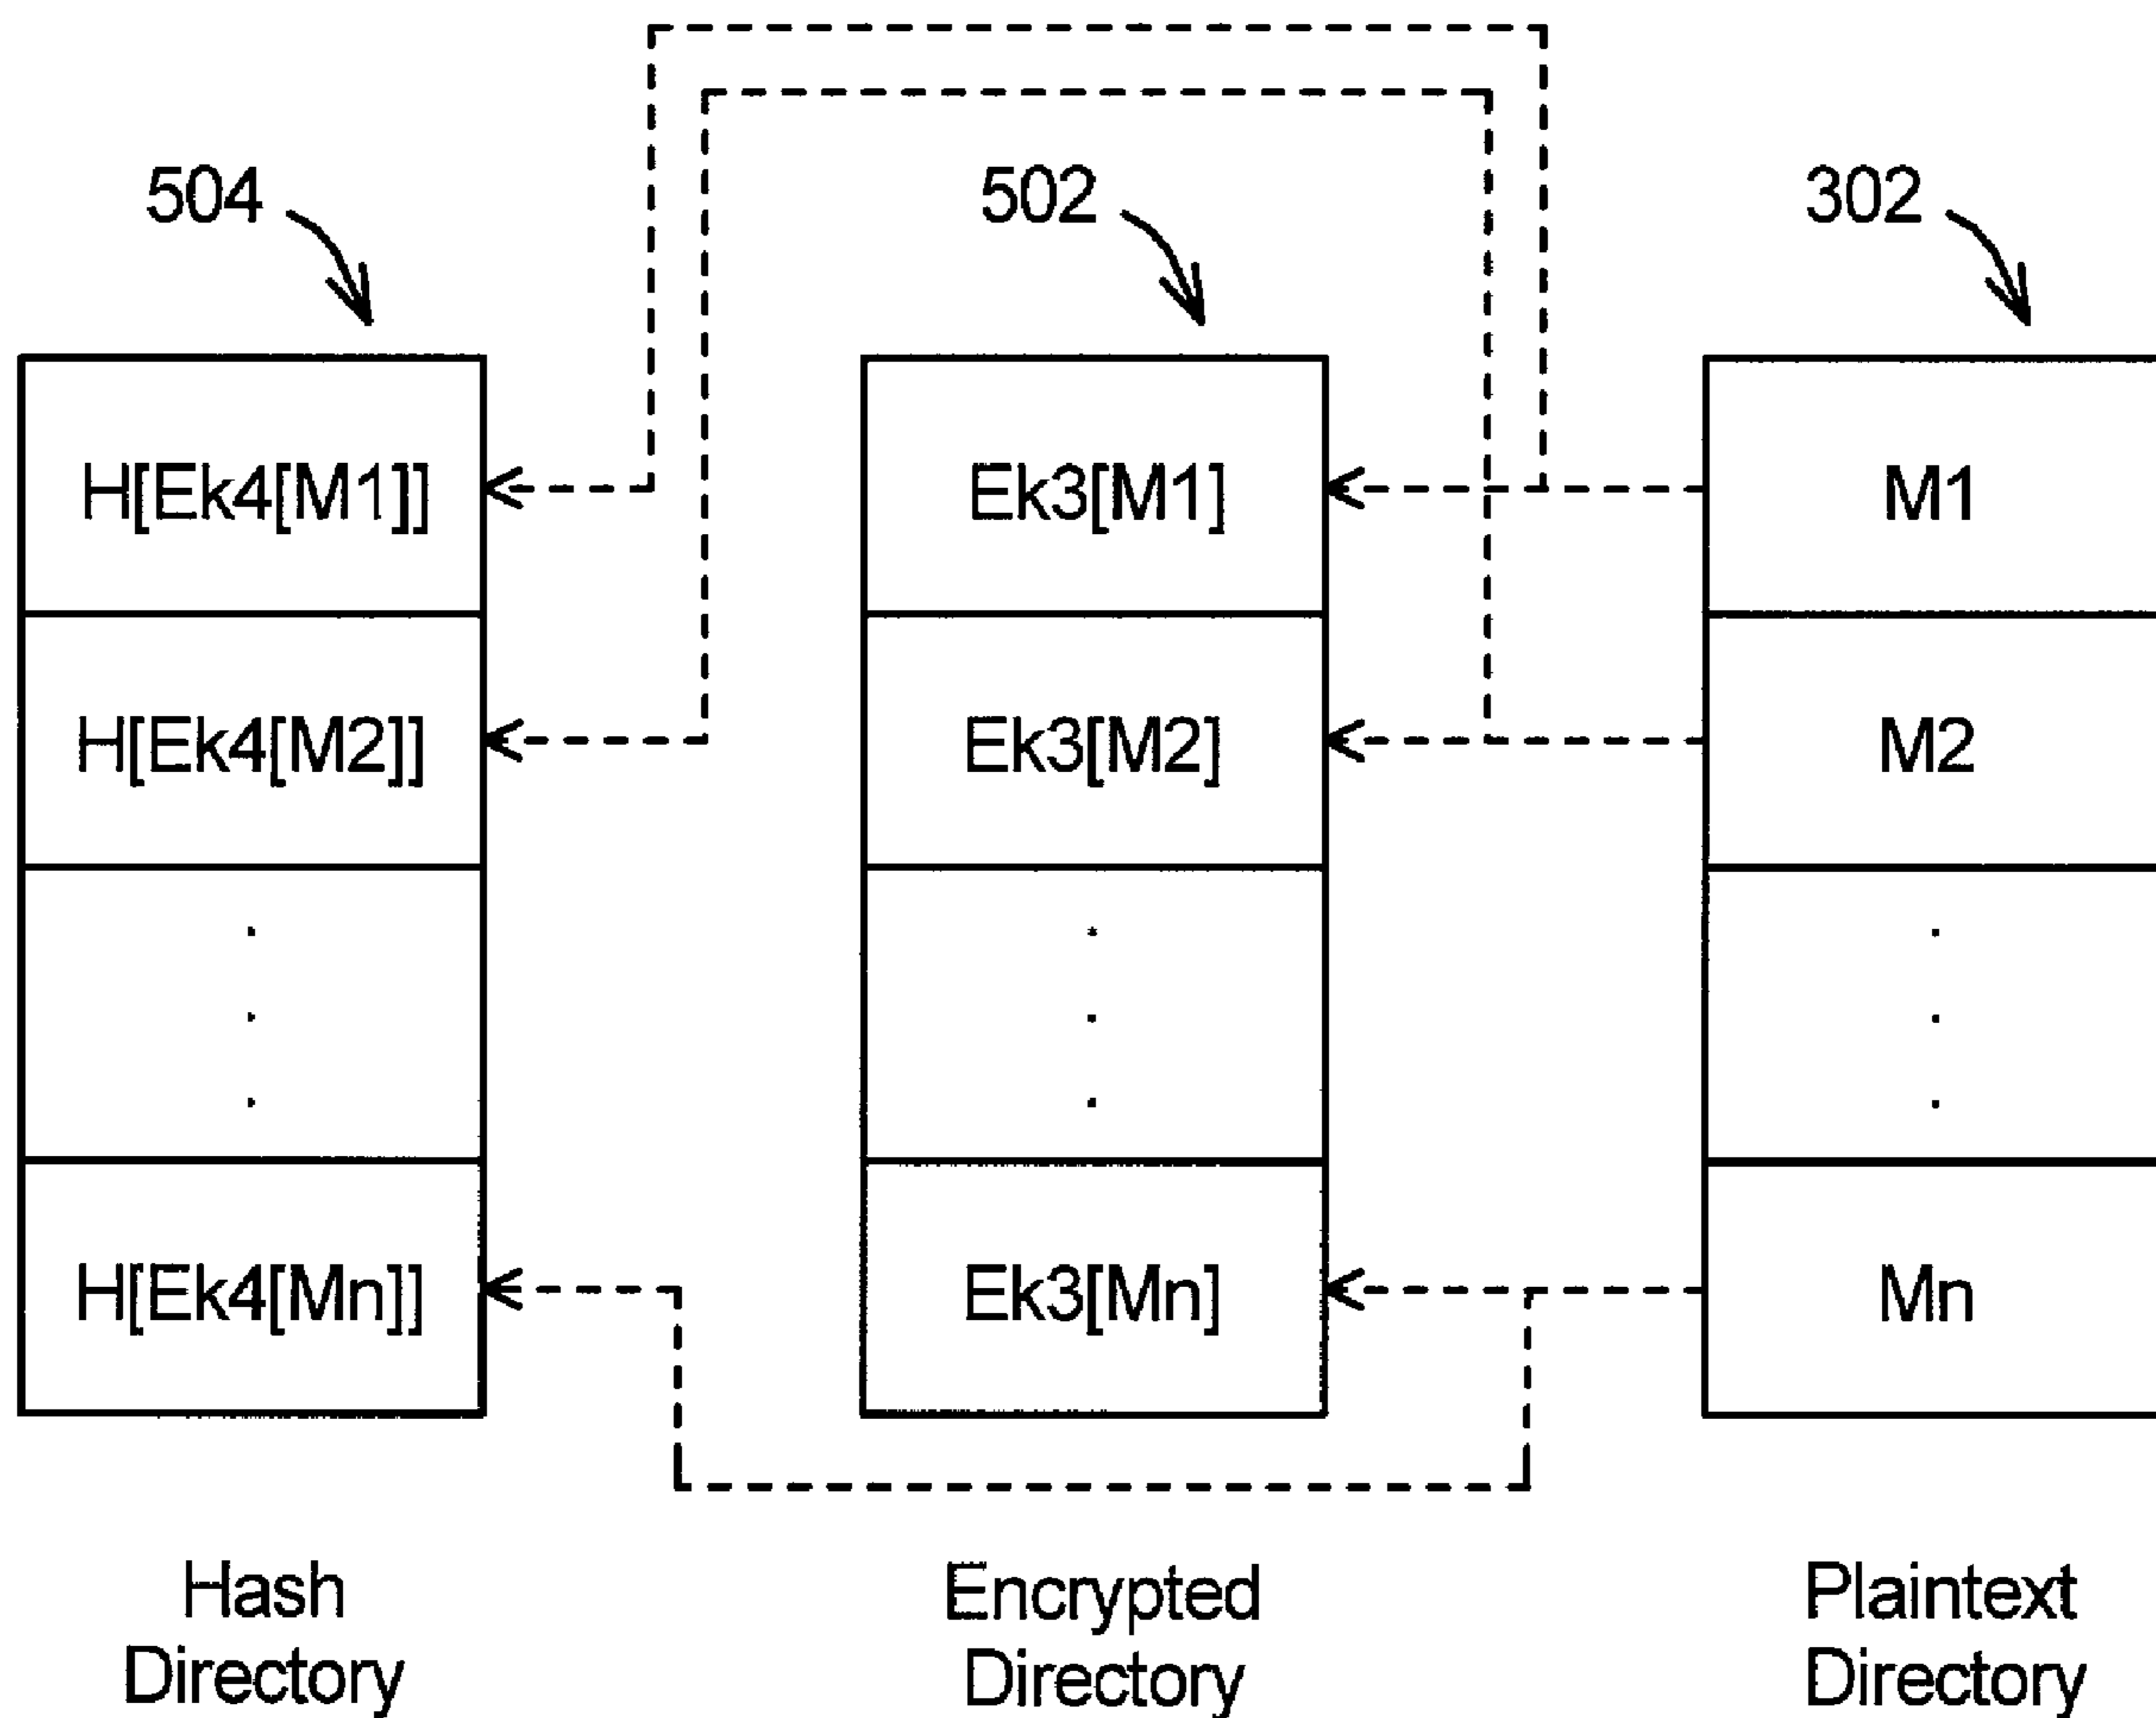 504
502
302
H[Ek4[M1]]
Ek3[M1]
M1
H[Ek4[M2]]
Ek3[M2]
M2
.
.
.
.
.
.
.
.
.
H[Ek4[Mn]]
Ek3[Mn]
Mn
Hash
Directory
Encrypted
Directory
Plaintext
Directory